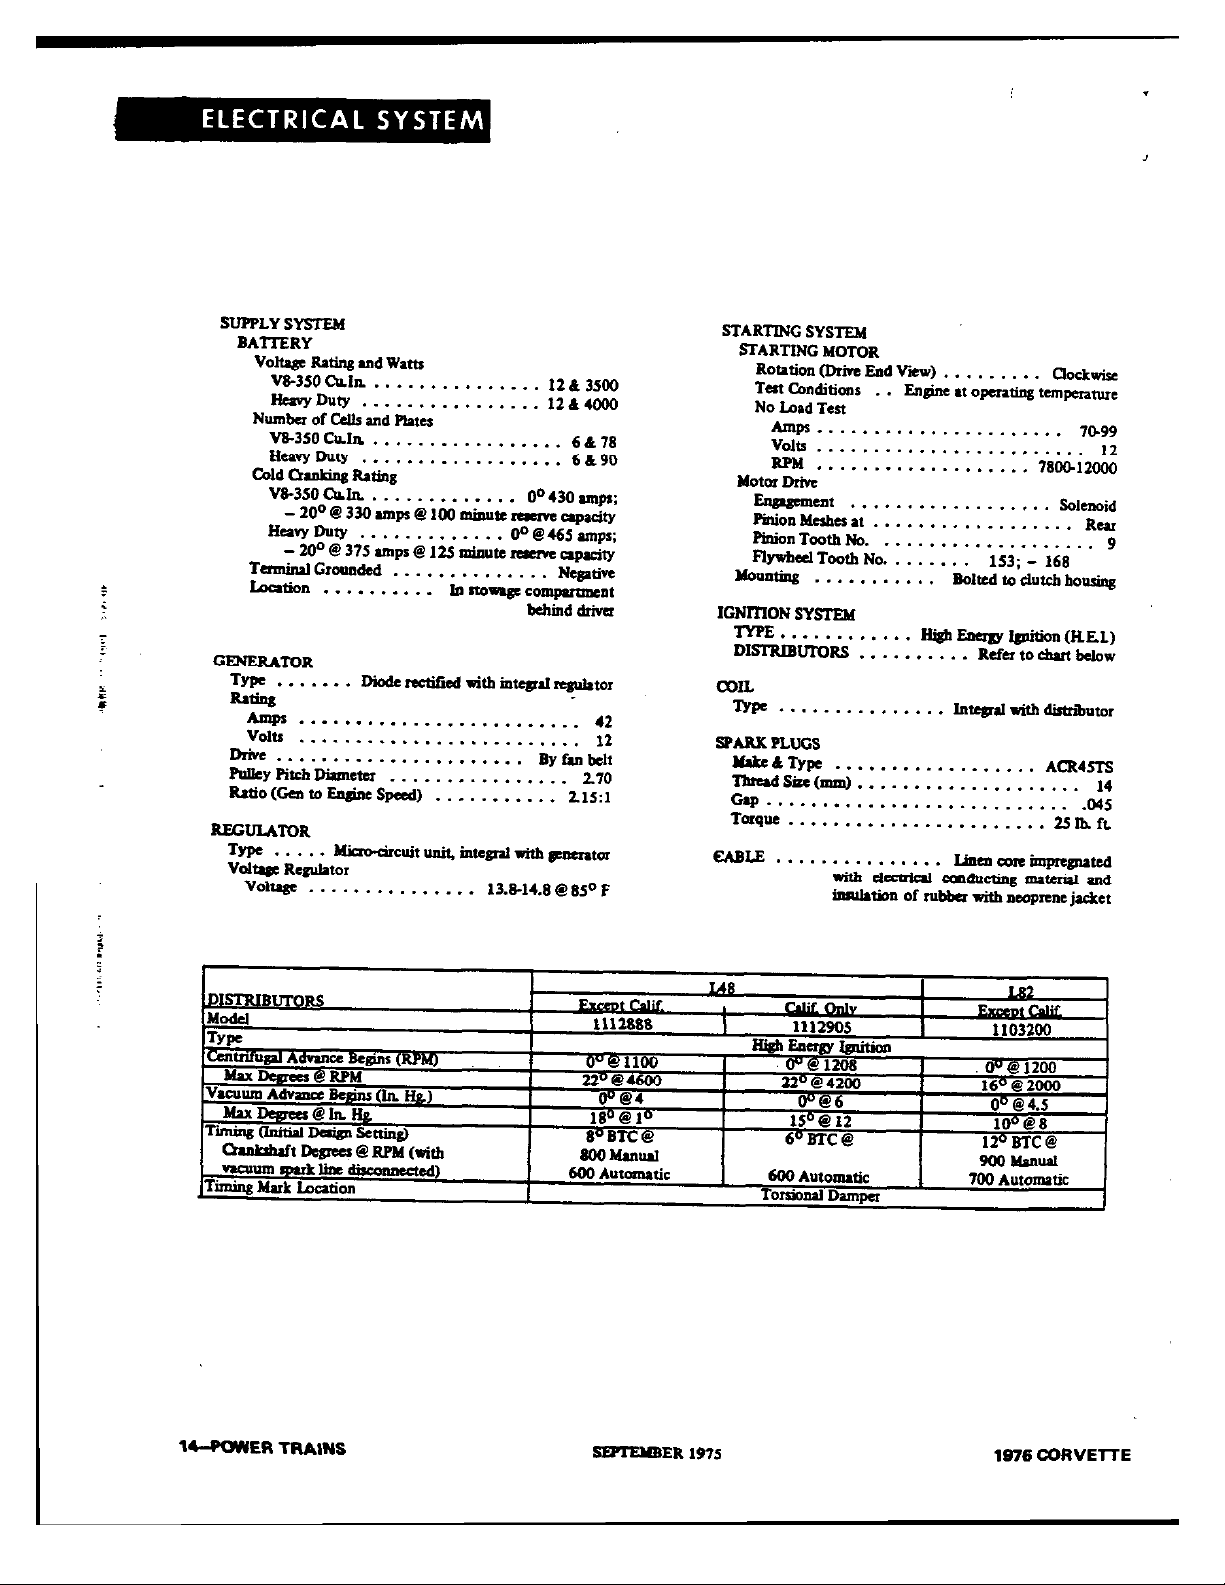 ELECTRICAL SYSTEM
SUPPLY SYSTEM
BATTERY
Voltage Rating and Watts
V8-350 Cu.In. . . . . . . . . . . . . . . . 12 & 3500
Heavy Duty . . . . . . . . . . . . . . . . 12 & 4000
Number of Cells and Plates
V8-350 Cu.In. . . . . . . . . . . . . . . . . . 6 & 78
Heavy Duty . . . . . . . . . . . . . . . . . . 6 & 90
Cold Cranking Rating
V8-350 Cu.In. . . . . . . . . . . . . . 0° 430 amps;
– 20° @ 330 amps @ 100 minute reserve capacity
Heavy Duty . . . . . . . . . . . . . 0° @ 465 amps;
– 20° @ 375 amps @ 125 minute reserve capacity
Terminal Grounded . . . . . . . . . . . . . . Negative
Location . . . . . . . . . . In stowage compartment
behind driver
GENERATOR
Type . . . . . . . Diode rectified with integral regulator
Rating
Amps . . . . . . . . . . . . . . . . . . . . . . . . . 42
Volts . . . . . . . . . . . . . . . . . . . . . . . . . 12
Drive . . . . . . . . . . . . . . . . . . . . . . By fan belt
Pulley Pitch Diameter . . . . . . . . . . . . . . . . 2.70
Ratio (Gen to Engine Speed) . . . . . . . . . . . 2.15:1
REGULATOR
Type . . . . . Micro-circuit unit, integral with generator
Voltage Regulator
Voltage . . . . . . . . . . . . . . . 13.8-14.8 @ 85° F
STARTING SYSTEM
STARTING MOTOR
Rotation (Drive End View) . . . . . . . . . Clockwise
Test Conditions . . Engine at operating temperature
No Load Test
Amps . . . . . . . . . . . . . . . . . . . . . . 70-99
Volts . . . . . . . . . . . . . . . . . . . . . . . . 12
RPM . . . . . . . . . . . . . . . . . . . 7800-12000
Motor Drive
Engagement . . . . . . . . . . . . . . . . . . Solenoid
Pinion Meshes at . . . . . . . . . . . . . . . . . . Rear
Pinion Tooth No. . . . . . . . . . . . . . . . . . . . 9
Flywheel Tooth No. . . . . . . . 153; – 168
Mounting . . . . . . . . . . . Bolted to clutch housing
IGNITION SYSTEM
TYPE . . . . . . . . . . . . High Energy Ignition (H.E.I.)
DISTRIBUTORS . . . . . . . . . . Refer to chart below
COIL
Type . . . . . . . . . . . . . . . Integral with distributor
SPARK PLUGS
Make & Type . . . . . . . . . . . . . . . . . . ACR45TS
Thread Size (mm) . . . . . . . . . . . . . . . . . . . . 14
Gap . . . . . . . . . . . . . . . . . . . . . . . . . . . .045
Torque . . . . . . . . . . . . . . . . . . . . . . . 25 lb. ft.
CABLE . . . . . . . . . . . . . . . Linen core impregnated
with electrical conducting material and
insulation of rubber with neoprene jacket
L48 L82
DISTRIBUTORS Except Calif. Calif. Only Except Calif.
Model 1112888 1112905 1103200
Type High Energy Ignition
Centrifugal Advance Begins (RPM) 0° @ 1100 0° @ 1208 0° @ 1200
Max Degrees @ RPM 22° @ 4600 22° @ 4200 16° @ 2000
Vacuum Advance Begins (In. Hg.) 0° @ 4 0° @ 6 0° @ 4.5
Max Degrees @ In. Hg. 18° @ 1° 15° @ 12 10° @ 8
Timing (Initial Design Setting) 8° BTC @ 6° BTC @ 12° BTC @
Crankshaft Degrees @ RPM (with 800 Manual 900 Manual
vacuum spark line disconnected) 600 Automatic 600 Automatic 700 Automatic
Timing Mark Location Torsional Damper
14–POWER TRAINS SEPTEMBER 1975 1976 CORVETTE